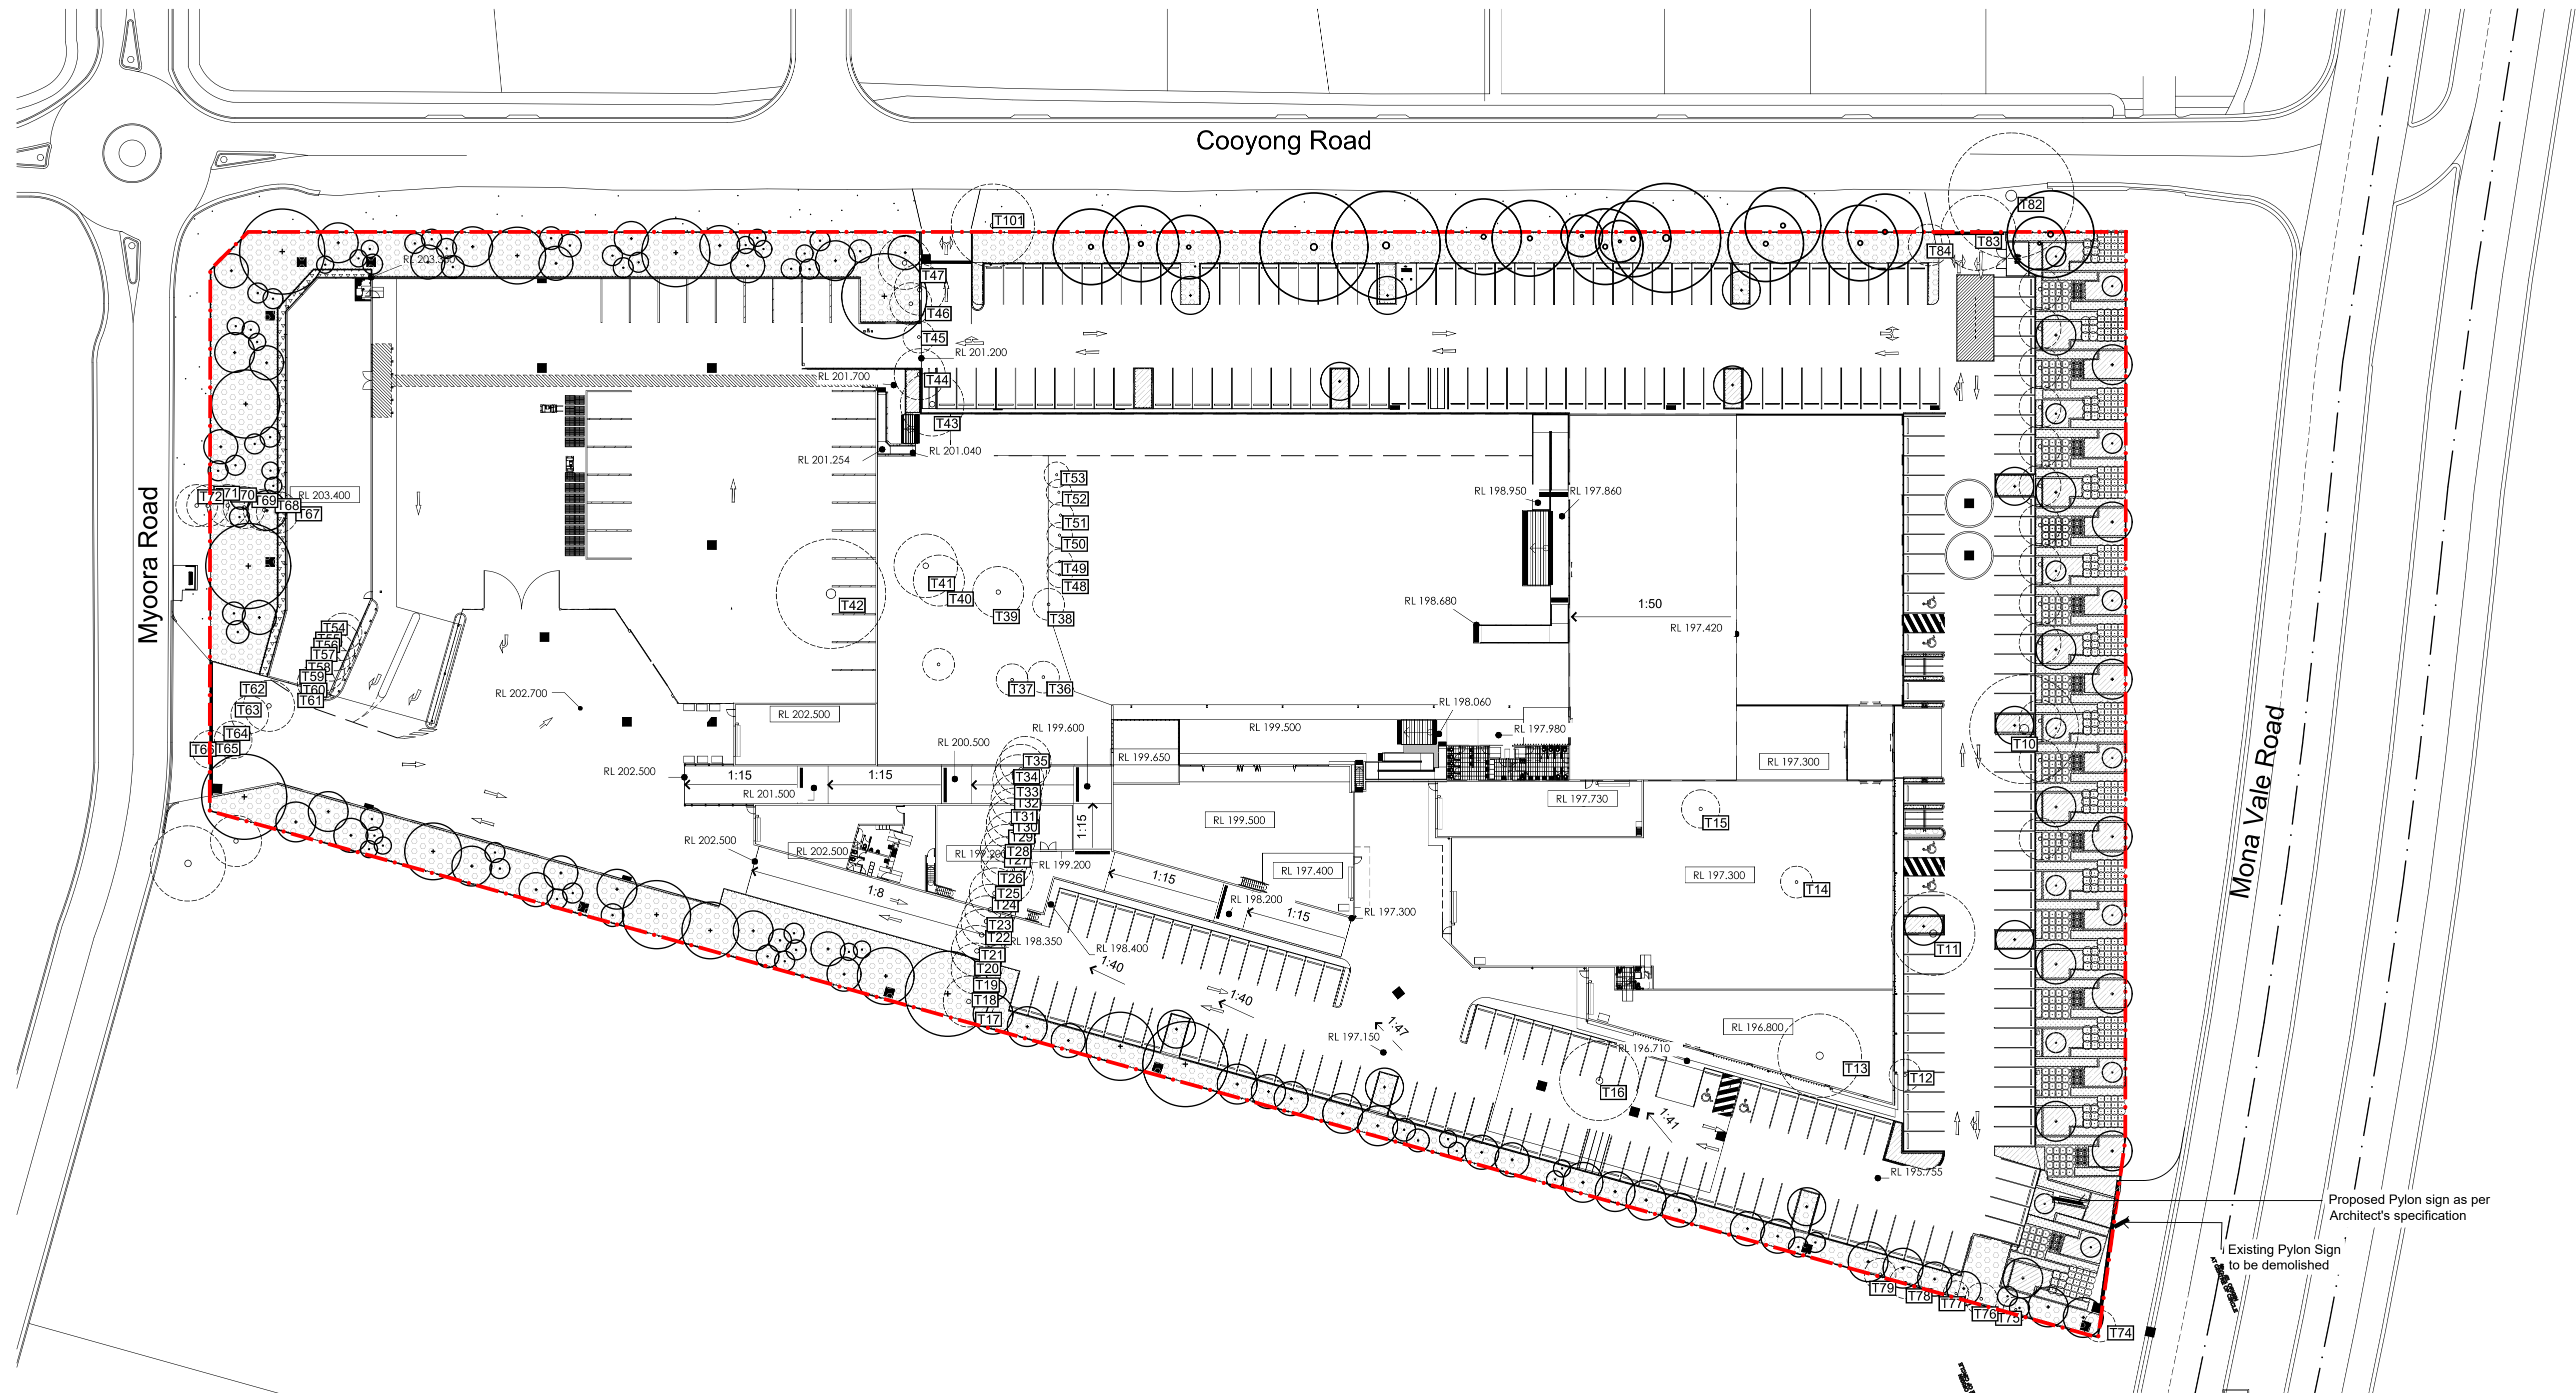 Cooyong Road
T101
T82
T83
T84
RL 203.350
T47
T46
T45
RL 201.200
RL 201.700
T44
T43
RL 201.040
RL 201.254
T53
T52
T51
T50
T49
T48
T72
71
70
T69
T68
T67
RL 203.400
Myoora Road
RL 198.950
RL 197.860
T42
T41
T40
T39
T38
RL 198.680
1:50
RL 197.420
T54
T55
T56
T57
T58
T59
T60
T61
T62
T63
T64
T65
T66
T37
T36
RL 202.700
RL 202.500
RL 199.600
RL 199.500
RL 198.060
RL 197.980
T10
Mona Vale Road
RL 200.500
RL 199.650
RL 197.300
T35
T34
T33
T32
T31
T30
T29
T28
T27
T26
T25
T24
T23
T22
T21
T20
T19
T18
T17
RL 202.500
1:15
1:15
RL 201.500
1:15
RL 197.730
T15
RL 199.500
RL 202.500
RL 202.500
RL 199.200
RL 199.200
1:8
1:15
RL 197.400
RL 198.200
1:15
RL 197.300
RL 197.300
T14
T11
RL 198.350
RL 198.400
1:40
1:40
1:47
RL 197.150
RL 196.800
RL 196.710
T13
T12
T16
1:41
RL 195.755
Proposed Pylon sign as per
Architect's specification
Existing Pylon Sign
to be demolished
T79
T78
T77
T76
T75
T74